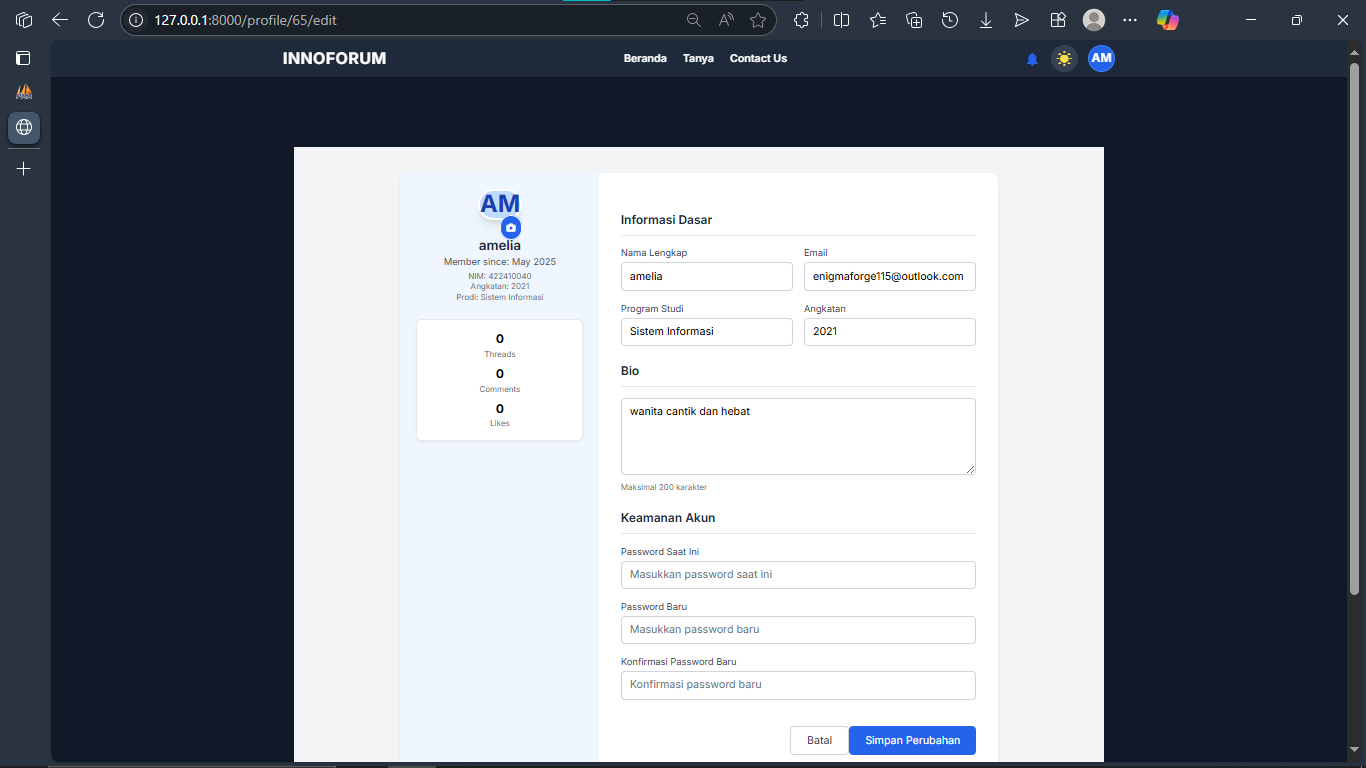 127.0.0.1:8000/profile/65/edit
INNOFORUM
Beranda Tanya Contact Us
AM
AM
amelia
Member since: May 2025
NIM: 422410040
Angkatan: 2021
Prodi: Sistem Informasi
0
Threads
0
Comments
0
Likes
Informasi Dasar
Nama Lengkap Email
amelia enigmaforge115@outlook.com
Program Studi Angkatan
Sistem Informasi 2021
Bio
wanita cantik dan hebat
Maksimal 200 karakter
Keamanan Akun
Password Saat Ini
Masukkan password saat ini
Password Baru
Masukkan password baru
Konfirmasi Password Baru
Konfirmasi password baru
Batal Simpan Perubahan